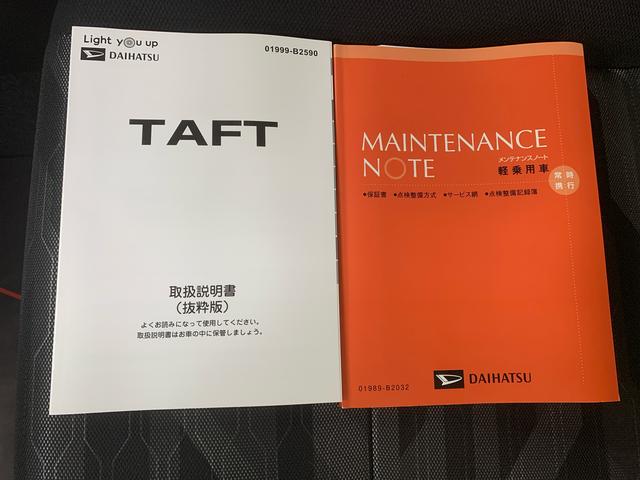 Light you up
DAIHATSU
01999-B2590
TAFT
取扱説明書
（抜粋版）
よくお読みになって使用してください。
取扱説明書はお車の中に保管しましょう。
MAINTENANCE
NOTE
メンテナンスノート
軽乗用車
常時
携行
●保証書 ●点検整備方式 ●サービス網 ●点検整備記録簿
01989-B2032
DAIHATSU